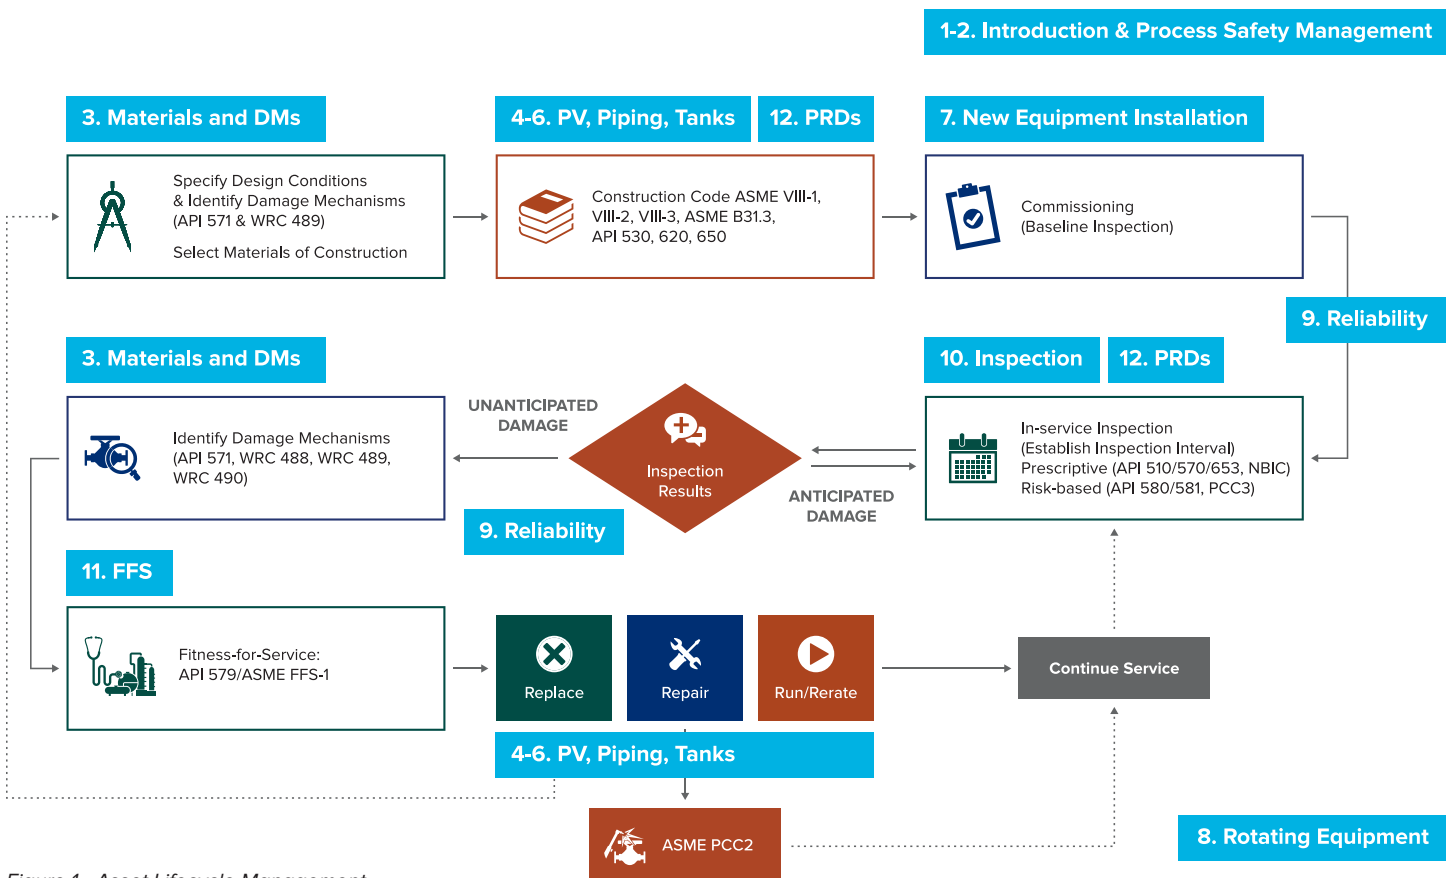 1-2. Introduction & Process Safety Management
3. Materials and DMs
4-6. PV, Piping, Tanks
12. PRDs
7. New Equipment Installation
Specify Design Conditions
& Identify Damage Mechanisms
(API 571 & WRC 489)
Select Materials of Construction
Construction Code ASME VIII-1,
VIII-2, VIII-3, ASME B31.3,
API 530, 620, 650
Commissioning
(Baseline Inspection)
9. Reliability
3. Materials and DMs
10. Inspection
12. PRDs
Identify Damage Mechanisms
(API 571, WRC 488, WRC 489,
WRC 490)
UNANTICIPATED
DAMAGE
Inspection
Results
ANTICIPATED
DAMAGE
In-service Inspection
(Establish Inspection Interval)
Prescriptive (API 510/570/653, NBIC)
Risk-based (API 580/581, PCC3)
9. Reliability
11. FFS
Fitness-for-Service:
API 579/ASME FFS-1
Replace
Repair
Run/Rerate
Continue Service
4-6. PV, Piping, Tanks
ASME PCC2
8. Rotating Equipment
Figure 1. Asset Lifecycle Management